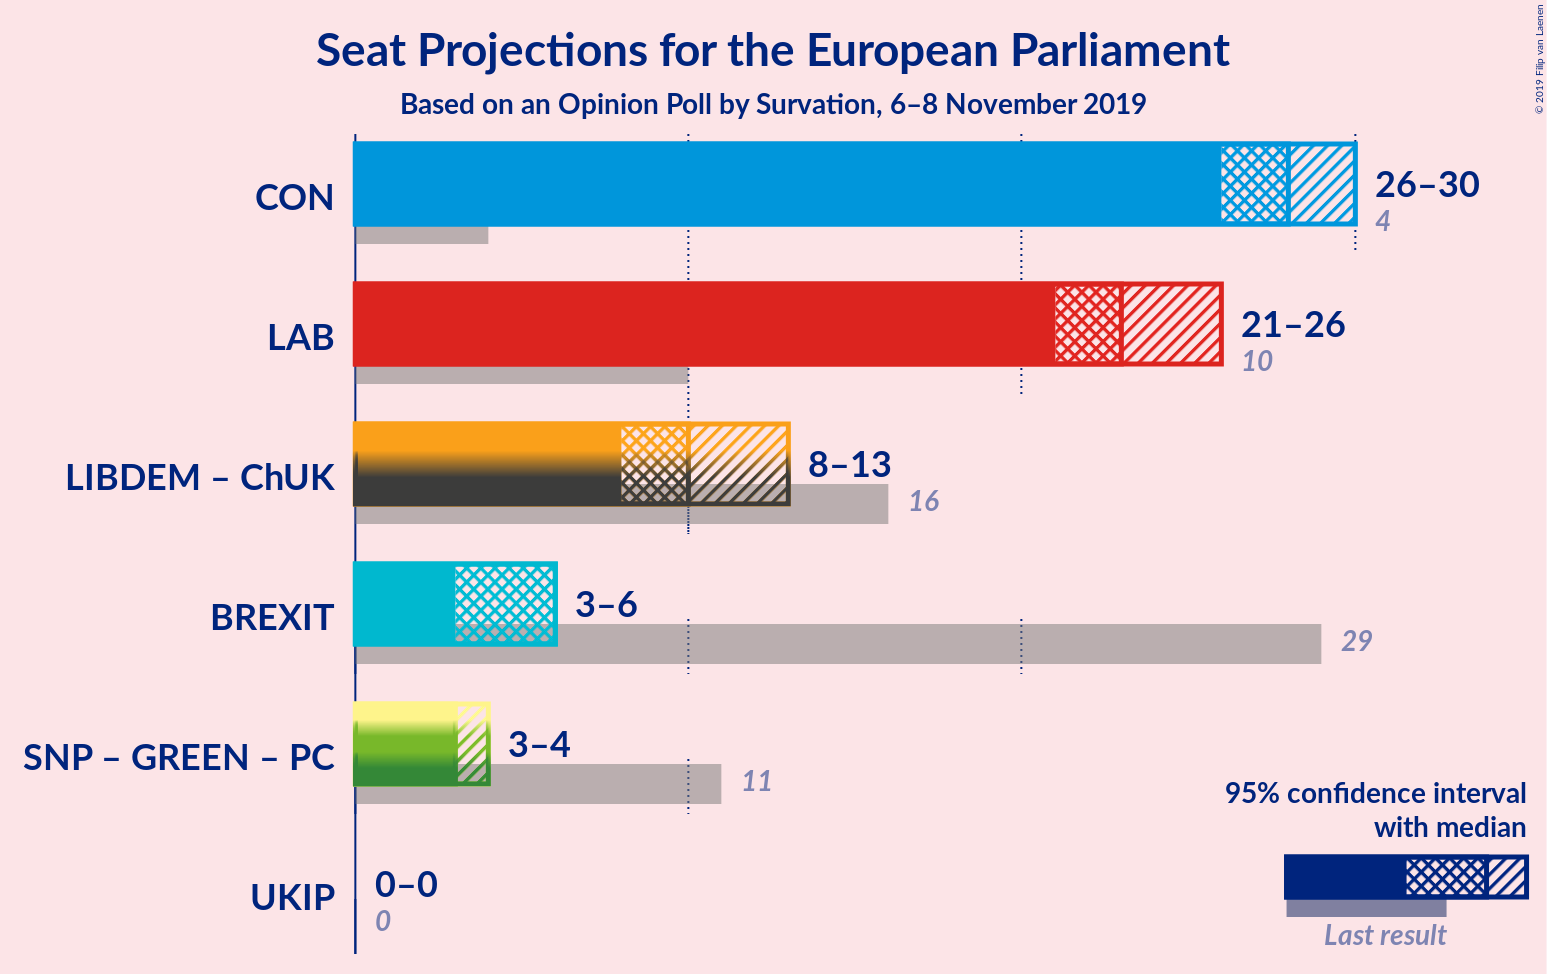 Seat Projections for the European Parliament
Based on an Opinion Poll by Survation, 6–8 November 2019
© 2019 Filip van Laenen
CON
26–30
4
LAB
21–26
10
LIBDEM – ChUK
8–13
16
BREXIT
3–6
29
SNP – GREEN – PC
3–4
11
UKIP
0–0
0
95% confidence interval
with median
Last result